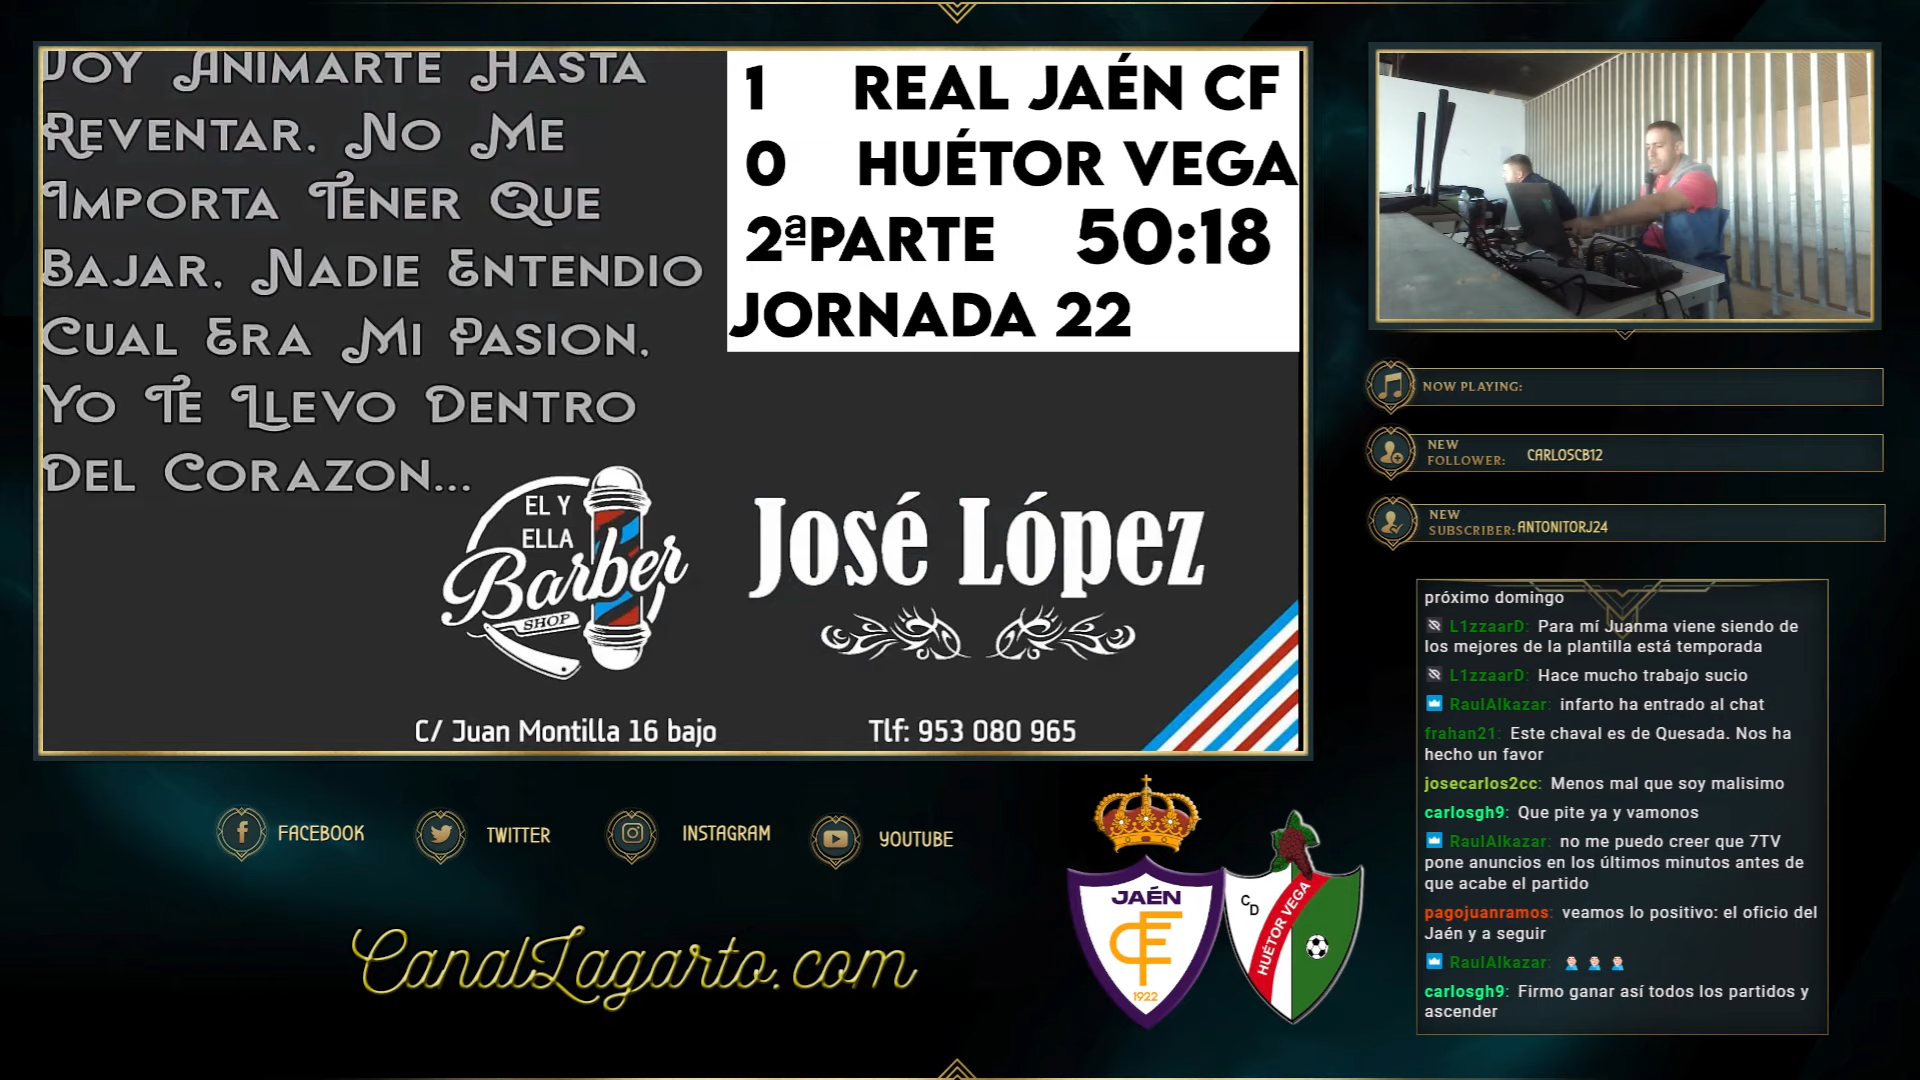 Voy Animarte Hasta
Reventar. No Me
Importa Tener Que
Bajar. Nadie Entendio
Cual Era Mi Pasion.
Yo Te Llevo Dentro
Del Corazon...
1 REAL JAÉN CF
0 HUÉTOR VEGA
2ªPARTE 50:18
JORNADA 22
EL Y
ELLA
Barber
SHOP
José López
C/ Juan Montilla 16 bajo
Tlf: 953 080 965
NOW PLAYING:
NEW
FOLLOWER: CARLOSCB12
NEW
SUBSCRIBER: ANTONITORJ24
próximo domingo
L1zzaarD: Para mí Juanma viene siendo de
los mejores de la plantilla está temporada
L1zzaarD: Hace mucho trabajo sucio
RaulAlkazar: infarto ha entrado al chat
frahan21: Este chaval es de Quesada. Nos ha
hecho un favor
josecarlos2cc: Menos mal que soy malisimo
carlosgh9: Que pite ya y vamonos
RaulAlkazar: no me puedo creer que 7TV
pone anuncios en los últimos minutos antes de
que acabe el partido
pagojuanramos: veamos lo positivo: el oficio del
Jaén y a seguir
RaulAlkazar: 🤦🏻‍♂️ 🤦🏻‍♂️ 🤦🏻‍♂️
carlosgh9: Firmo ganar así todos los partidos y
ascender
FACEBOOK
TWITTER
INSTAGRAM
YOUTUBE
CanalLagarto.com
JAÉN
CF
1922
CD
HUÉTOR VEGA